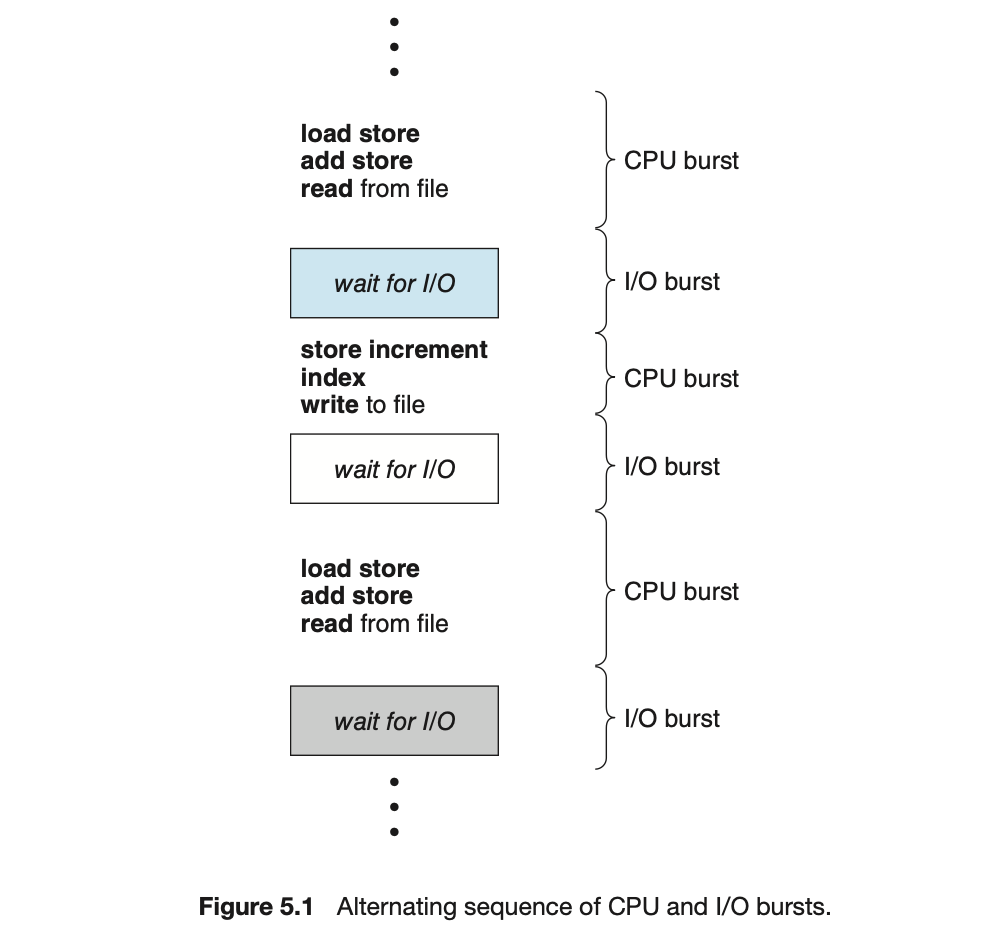 load store
add store
read from file
CPU burst
wait for I/O
I/O burst
store increment
index
write to file
CPU burst
wait for I/O
I/O burst
load store
add store
read from file
CPU burst
wait for I/O
I/O burst
Figure 5.1 Alternating sequence of CPU and I/O bursts.